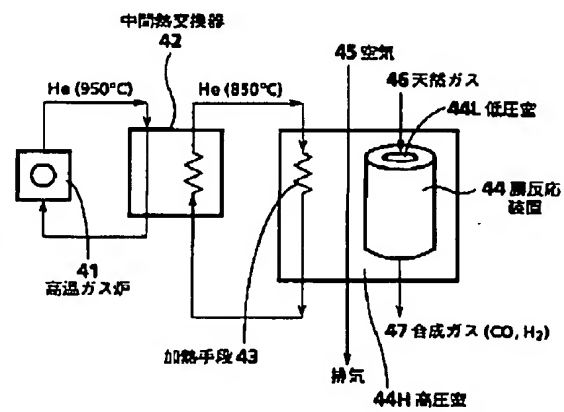 中間熱交換器
42
45 空気
He (950℃)
He (850℃)
46 天然ガス
44L 低圧室
44 膜反応
装置
41
高温ガス炉
47 合成ガス (CO, H₂)
加熱手段 43
排気
44H 高圧室